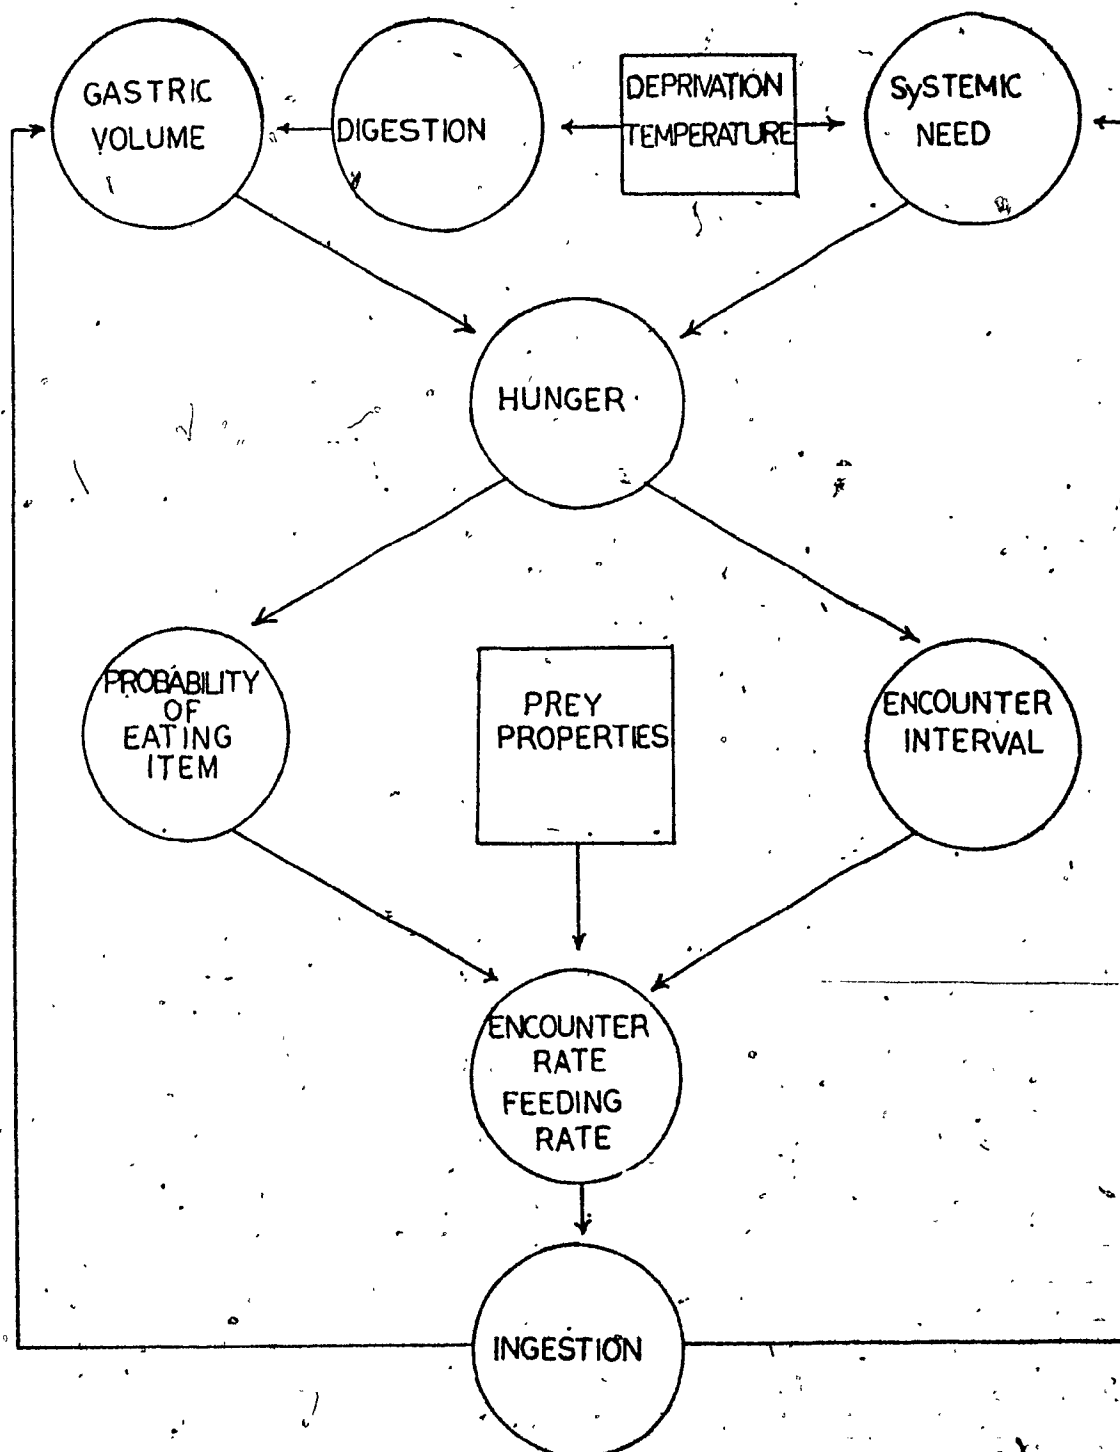 GASTRIC
VOLUME
DIGESTION
DEPRIVATION
TEMPERATURE
SySTEMIC
NEED
HUNGER
PROBABILITY
OF
EATING
ITEM
PREY
PROPERTIES
ENCOUNTER
INTERVAL
ENCOUNTER
RATE
FEEDING
RATE
INGESTION